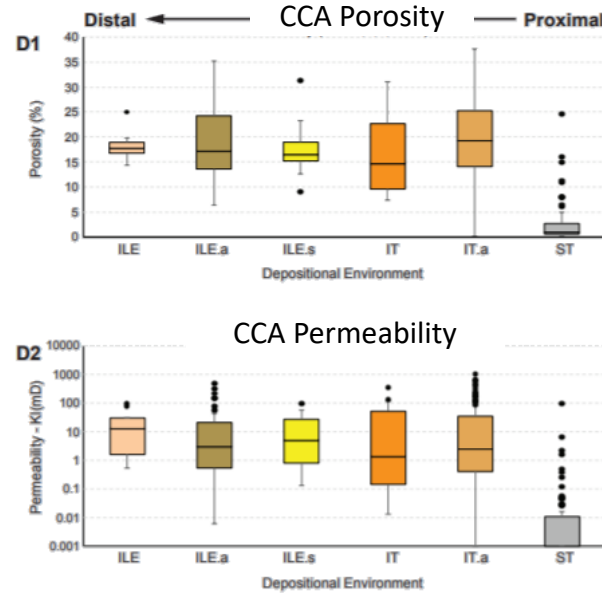 Distal CCA Porosity Proximal
D1
Porosity (%)
40
35
30
25
20
15
10
5
0
ILE ILE.a ILE.s IT IT.a ST
Depositional Environment
CCA Permeability
D2
Permeability - Kl(mD)
10000
1000
100
10
1
0.1
0.01
0.001
ILE ILE.a ILE.s IT IT.a ST
Depositional Environment